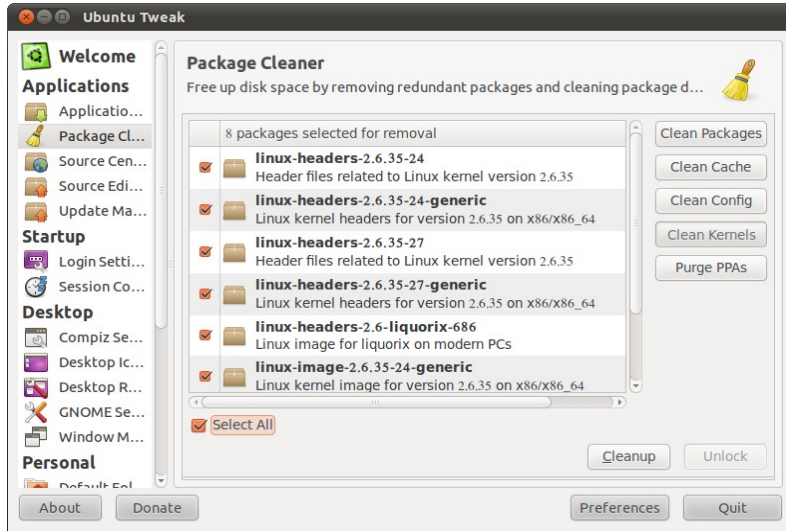 Ubuntu Tweak
Welcome
Applications
Applicatio...
Package Cl...
Source Cen...
Source Edi...
Update Ma...
Startup
Login Setti...
Session Co...
Desktop
Compiz Se...
Desktop Ic...
Desktop R...
GNOME Se...
Window M...
Personal
Default Fol...
Package Cleaner
Free up disk space by removing redundant packages and cleaning package d...
8 packages selected for removal
linux-headers-2.6.35-24
Header files related to Linux kernel version 2.6.35
linux-headers-2.6.35-24-generic
Linux kernel headers for version 2.6.35 on x86/x86_64
linux-headers-2.6.35-27
Header files related to Linux kernel version 2.6.35
linux-headers-2.6.35-27-generic
Linux kernel headers for version 2.6.35 on x86/x86_64
linux-headers-2.6-liquorix-686
Linux image for liquorix on modern PCs
linux-image-2.6.35-24-generic
Linux kernel image for version 2.6.35 on x86/x86_64
Select All
Clean Packages
Clean Cache
Clean Config
Clean Kernels
Purge PPAs
Cleanup
Unlock
About
Donate
Preferences
Quit